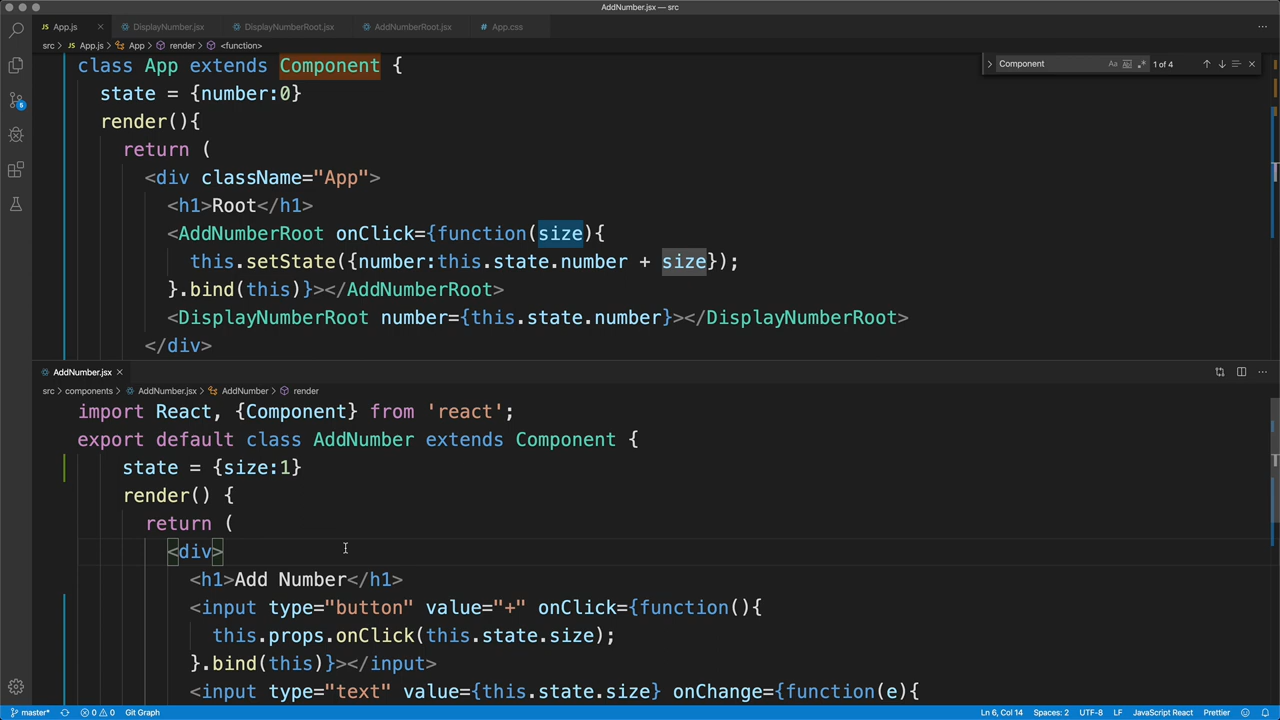 AddNumber.jsx — src
App.js × DisplayNumber.jsx DisplayNumberRoot.jsx AddNumberRoot.jsx App.css ...
src > JS App.js > App > render > <function>
Component Aa Abl .* 1 of 4
class App extends Component {
state = {number:0}
render(){
return (
<div className="App">
<h1>Root</h1>
<AddNumberRoot onClick={function(size){
this.setState({number:this.state.number + size});
}.bind(this)}></AddNumberRoot>
<DisplayNumberRoot number={this.state.number}></DisplayNumberRoot>
</div>
AddNumber.jsx × ...
src > components > AddNumber.jsx > AddNumber > render
import React, {Component} from 'react';
export default class AddNumber extends Component {
state = {size:1}
render() {
return (
<div>
<h1>Add Number</h1>
<input type="button" value="+" onClick={function(){
this.props.onClick(this.state.size);
}.bind(this)}></input>
<input type="text" value={this.state.size} onChange={function(e){
master* 0 0 Git Graph Ln 6, Col 14 Spaces: 2 UTF-8 LF JavaScript React Prettier